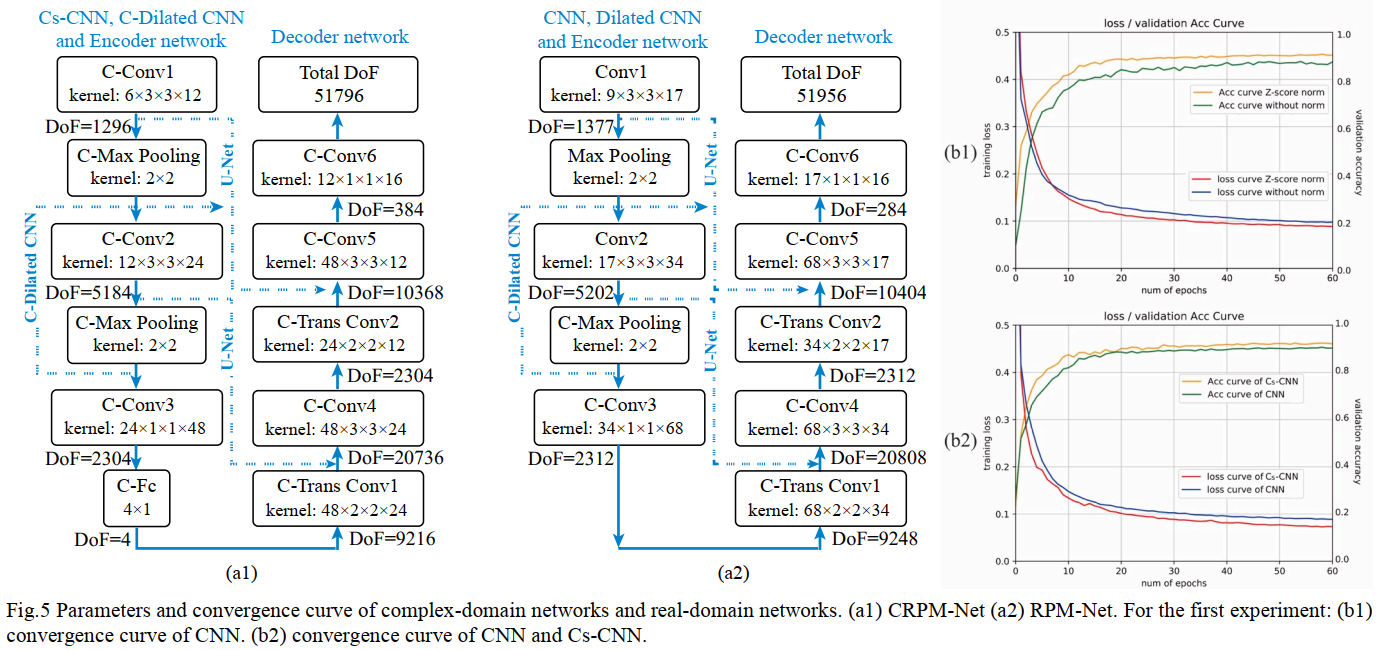 Cs-CNN, C-Dilated CNN
and Encoder network
Decoder network
C-Conv1
kernel: 6×3×3×12
DoF=1296
C-Max Pooling
kernel: 2×2
C-Conv2
kernel: 12×3×3×24
DoF=5184
C-Max Pooling
kernel: 2×2
C-Conv3
kernel: 24×1×1×48
DoF=2304
C-Fc
4×1
DoF=4
C-Dilated CNN
U-Net
U-Net
Total DoF
51796
C-Conv6
kernel: 12×1×1×16
DoF=384
C-Conv5
kernel: 48×3×3×12
DoF=10368
C-Trans Conv2
kernel: 24×2×2×12
DoF=2304
C-Conv4
kernel: 48×3×3×24
DoF=20736
C-Trans Conv1
kernel: 48×2×2×24
DoF=9216
(a1)
CNN, Dilated CNN
and Encoder network
Decoder network
Conv1
kernel: 9×3×3×17
DoF=1377
Max Pooling
kernel: 2×2
Conv2
kernel: 17×3×3×34
DoF=5202
C-Max Pooling
kernel: 2×2
C-Conv3
kernel: 34×1×1×68
DoF=2312
C-Dilated CNN
U-Net
U-Net
Total DoF
51956
C-Conv6
kernel: 17×1×1×16
DoF=284
C-Conv5
kernel: 68×3×3×17
DoF=10404
C-Trans Conv2
kernel: 34×2×2×17
DoF=2312
C-Conv4
kernel: 68×3×3×34
DoF=20808
C-Trans Conv1
kernel: 68×2×2×34
DoF=9248
(a2)
(b1)
loss / validation Acc Curve
training loss
validation accuracy
0.5
0.4
0.3
0.2
0.1
0.0
1.0
0.8
0.6
0.4
0.2
0.0
Acc curve Z-score norm
Acc curve without norm
loss curve Z-score norm
loss curve without norm
0 10 20 30 40 50 60
num of epochs
(b2)
loss / validation Acc Curve
training loss
validation accuracy
0.5
0.4
0.3
0.2
0.1
0.0
1.0
0.8
0.6
0.4
0.2
0.0
Acc curve of Cs-CNN
Acc curve of CNN
loss curve of Cs-CNN
loss curve of CNN
0 10 20 30 40 50 60
num of epochs
Fig.5 Parameters and convergence curve of complex-domain networks and real-domain networks. (a1) CRPM-Net (a2) RPM-Net. For the first experiment: (b1)
convergence curve of CNN. (b2) convergence curve of CNN and Cs-CNN.